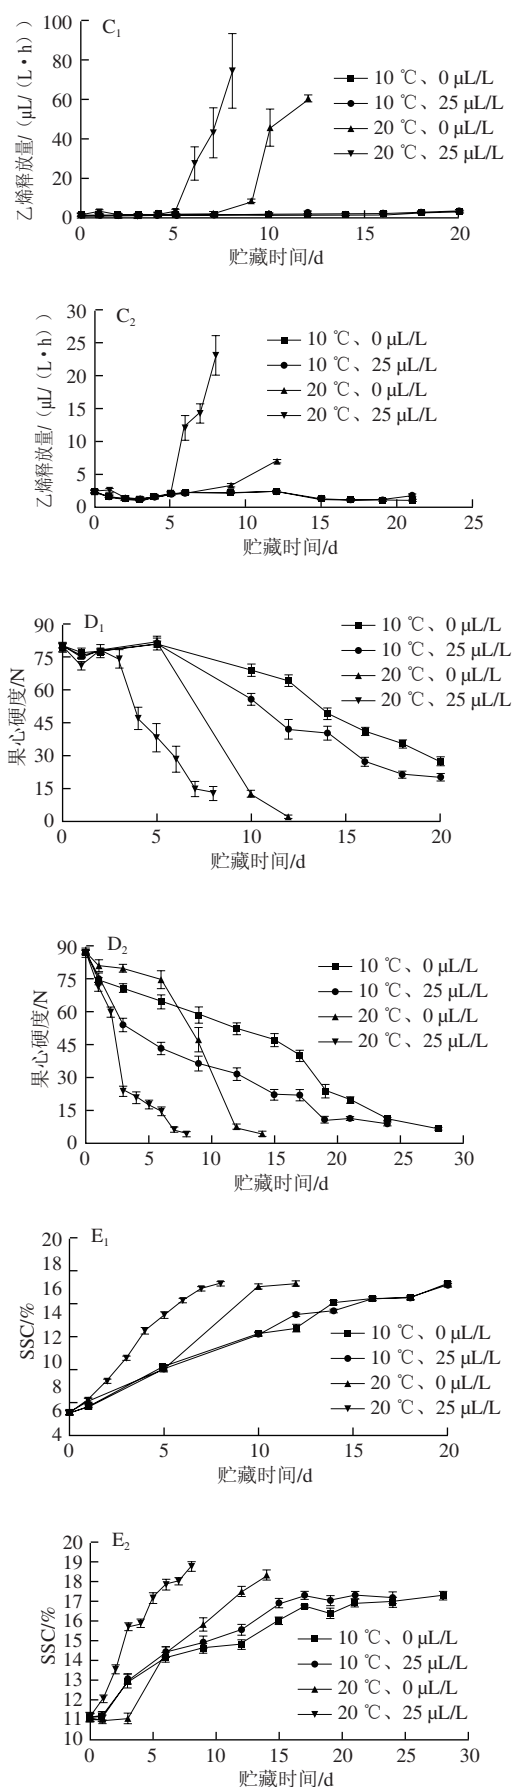 C₁
100
80
60
40
20
0
乙烯释放量/（μL/（L·h））
10 ℃、0 μL/L
10 ℃、25 μL/L
20 ℃、0 μL/L
20 ℃、25 μL/L
0 5 10 15 20
贮藏时间/d
C₂
30
25
20
15
10
5
0
乙烯释放量/（μL/（L·h））
10 ℃、0 μL/L
10 ℃、25 μL/L
20 ℃、0 μL/L
20 ℃、25 μL/L
0 5 10 15 20 25
贮藏时间/d
D₁
90
75
60
45
30
15
0
果心硬度/N
10 ℃、0 μL/L
10 ℃、25 μL/L
20 ℃、0 μL/L
20 ℃、25 μL/L
0 5 10 15 20
贮藏时间/d
D₂
90
75
60
45
30
15
0
果心硬度/N
10 ℃、0 μL/L
10 ℃、25 μL/L
20 ℃、0 μL/L
20 ℃、25 μL/L
0 5 10 15 20 25 30
贮藏时间/d
E₁
20
18
16
14
12
10
8
6
4
SSC/%
10 ℃、0 μL/L
10 ℃、25 μL/L
20 ℃、0 μL/L
20 ℃、25 μL/L
0 5 10 15 20
贮藏时间/d
E₂
20
19
18
17
16
15
14
13
12
11
10
SSC/%
10 ℃、0 μL/L
10 ℃、25 μL/L
20 ℃、0 μL/L
20 ℃、25 μL/L
0 5 10 15 20 25 30
贮藏时间/d